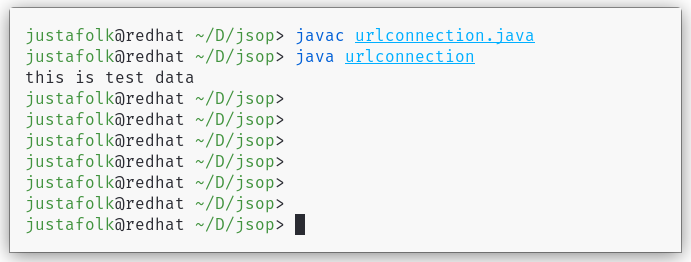 justafolk@redhat ~/D/jsop> javac urlconnection.java
justafolk@redhat ~/D/jsop> java urlconnection
this is test data
justafolk@redhat ~/D/jsop>
justafolk@redhat ~/D/jsop>
justafolk@redhat ~/D/jsop>
justafolk@redhat ~/D/jsop>
justafolk@redhat ~/D/jsop>
justafolk@redhat ~/D/jsop>
justafolk@redhat ~/D/jsop>